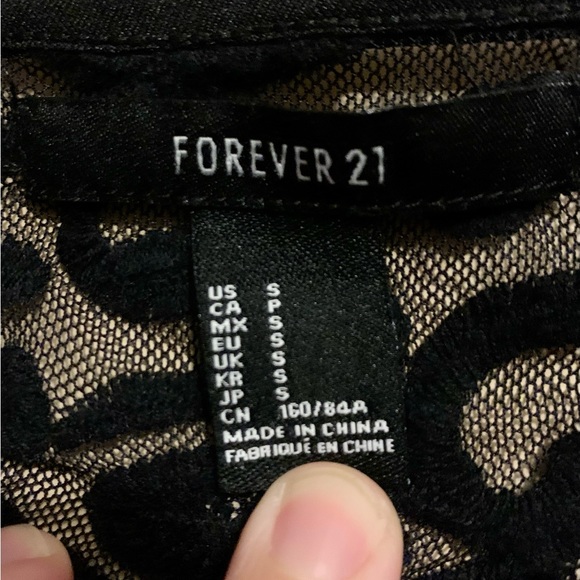 FOREVER 21
US S
CA P
MX S
EU S
UK S
KR S
JP S
CN 160/84A
MADE IN CHINA
FABRIQUÉ EN CHINE